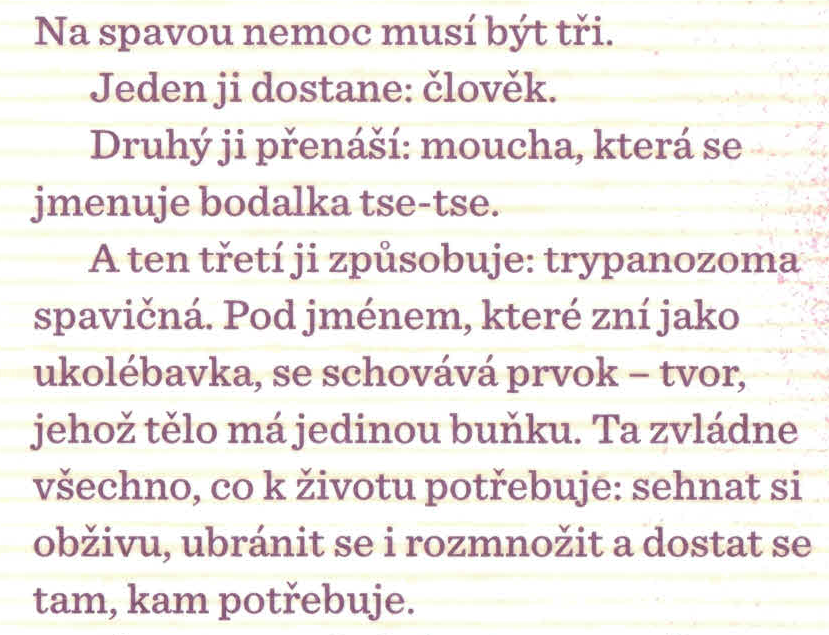 Na spavou nemoc musí být tři.
Jeden ji dostane: člověk.
Druhý ji přenáší: moucha, která se
jmenuje bodalka tse-tse.
A ten třetí ji způsobuje: trypanozoma
spavičná. Pod jménem, které zní jako
ukolébavka, se schovává prvok – tvor,
jehož tělo má jedinou buňku. Ta zvládne
všechno, co k životu potřebuje: sehnat si
obživu, ubránit se i rozmnožit a dostat se
tam, kam potřebuje.